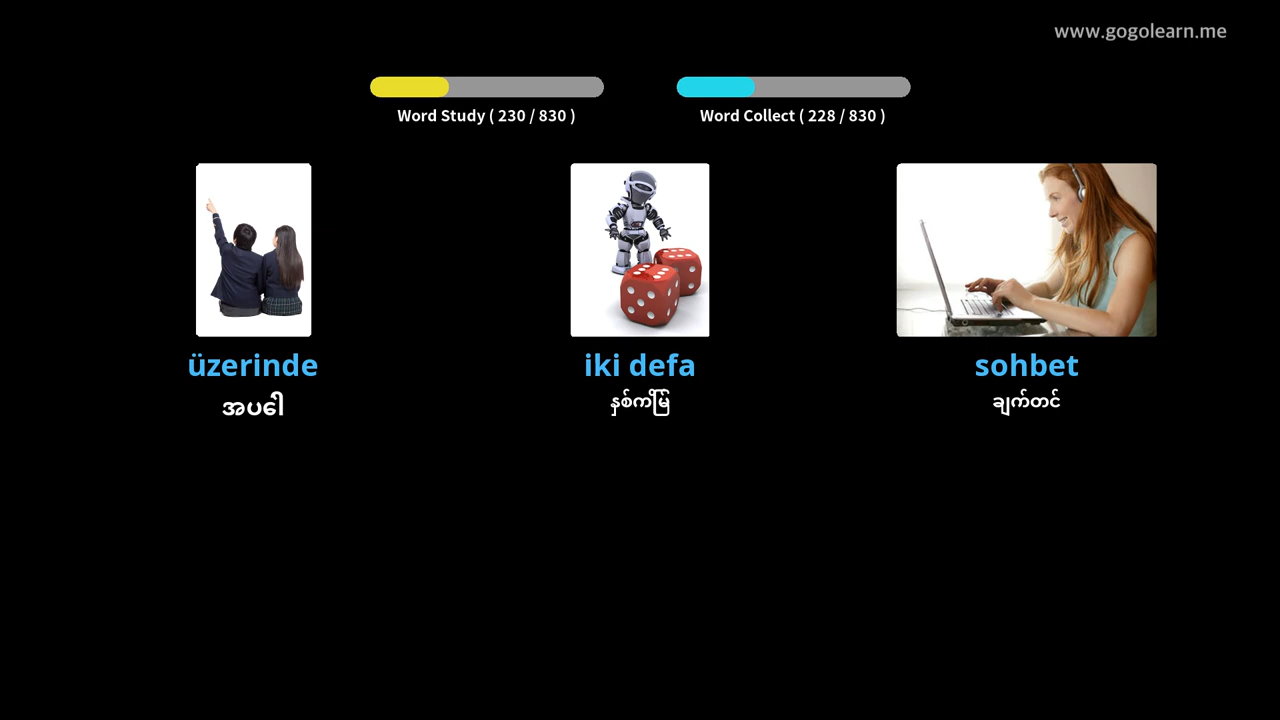 www.gogolearn.me
Word Study ( 230 / 830 )
Word Collect ( 228 / 830 )
üzerinde
iki defa
sohbet
အပေါ်
နှစ်ကြိမ်
ချက်တင်